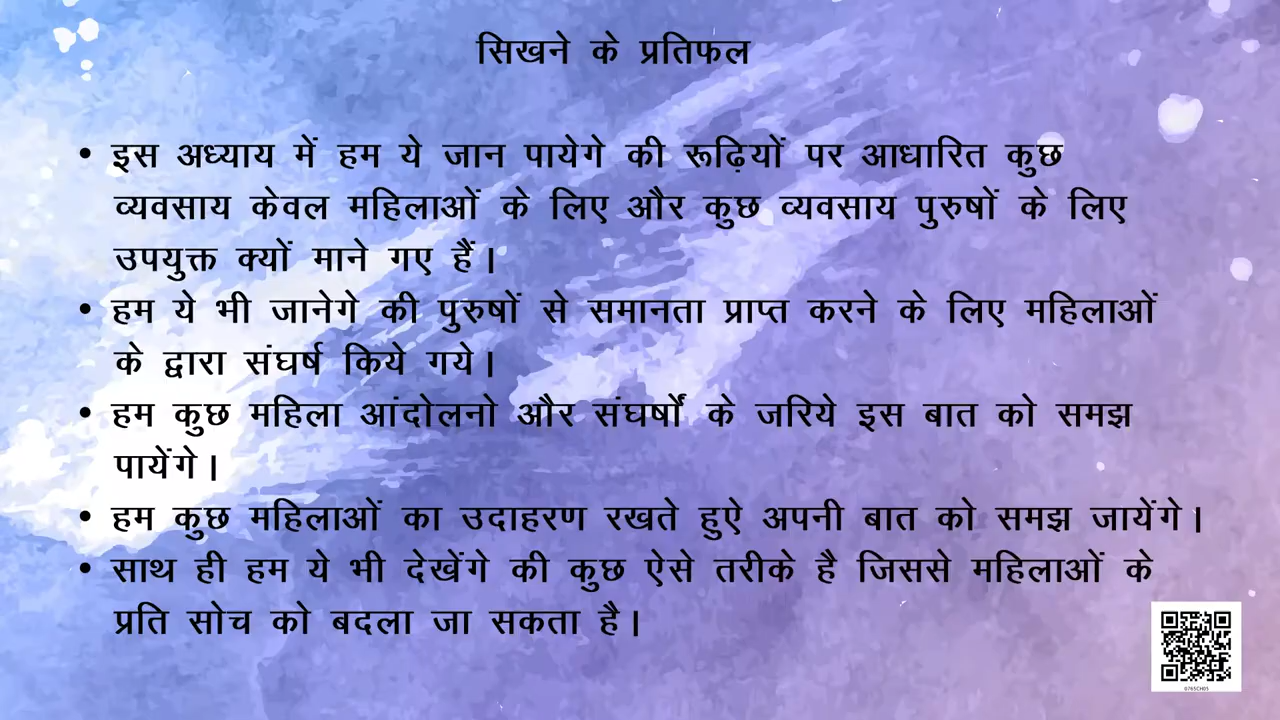 सिखने के प्रतिफल
• इस अध्याय में हम ये जान पायेगे की रूढ़ियों पर आधारित कुछ
व्यवसाय केवल महिलाओं के लिए और कुछ व्यवसाय पुरुषों के लिए
उपयुक्त क्यों माने गए हैं।
• हम ये भी जानेगे की पुरुषों से समानता प्राप्त करने के लिए महिलाओं
के द्वारा संघर्ष किये गये।
• हम कुछ महिला आंदोलनो और संघर्षों के जरिये इस बात को समझ
पायेंगे।
• हम कुछ महिलाओं का उदाहरण रखते हुऐ अपनी बात को समझ जायेंगे।
• साथ ही हम ये भी देखेंगे की कुछ ऐसे तरीके है जिससे महिलाओं के
प्रति सोच को बदला जा सकता है।
0765CH05